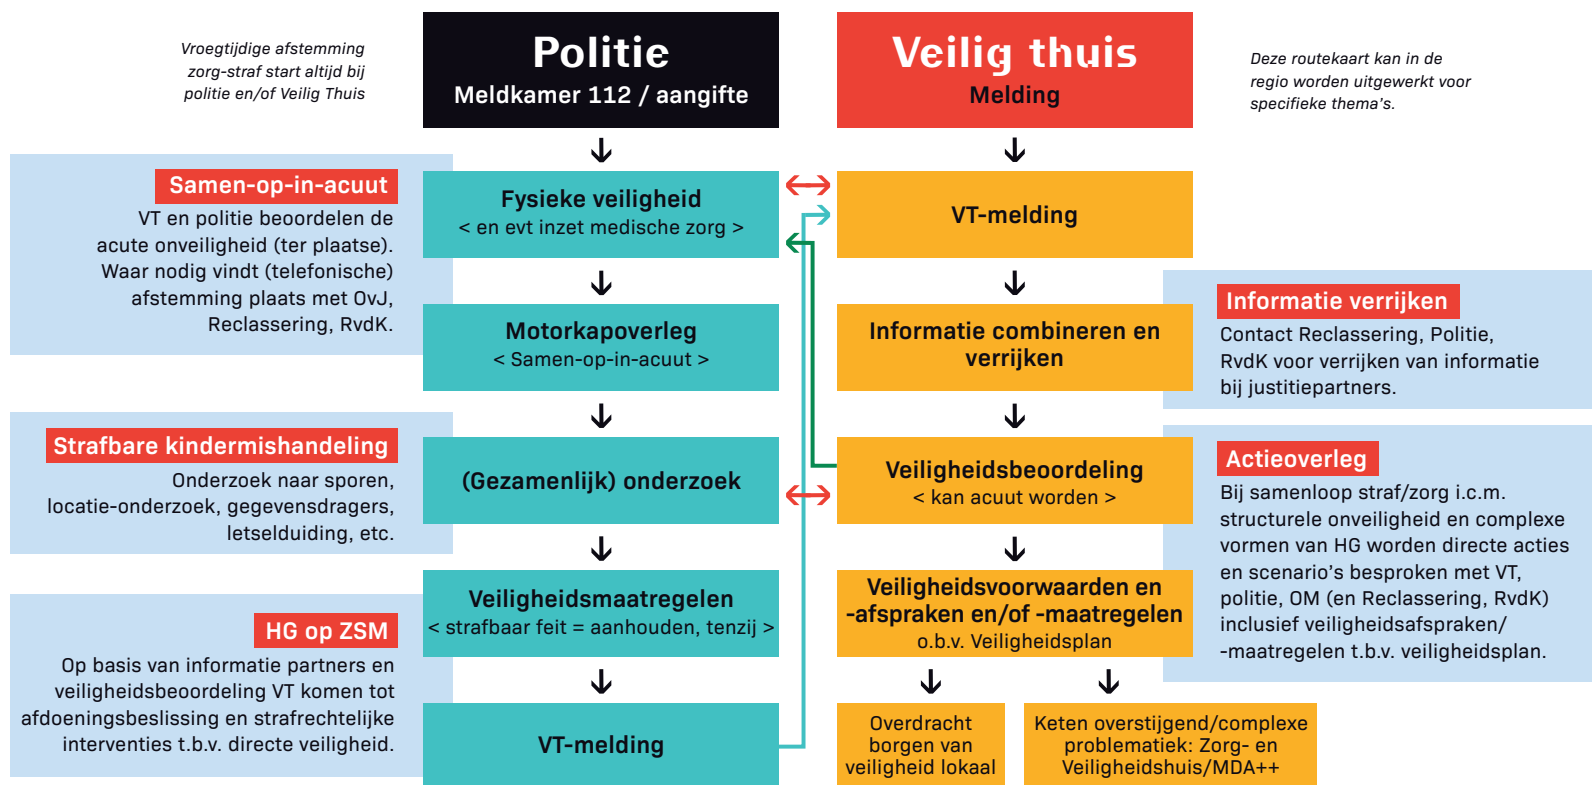 Vroegtijdige afstemming
zorg-straf start altijd bij
politie en/of Veilig Thuis
Politie
Meldkamer 112 / aangifte
Veilig thuis
Melding
Deze routekaart kan in de
regio worden uitgewerkt voor
specifieke thema's.
Samen-op-in-acuut
VT en politie beoordelen de
acute onveiligheid (ter plaatse).
Waar nodig vindt (telefonische)
afstemming plaats met OvJ,
Reclassering, RvdK.
Strafbare kindermishandeling
Onderzoek naar sporen,
locatie-onderzoek, gegevensdragers,
letselduiding, etc.
HG op ZSM
Op basis van informatie partners en
veiligheidsbeoordeling VT komen tot
afdoeningsbeslissing en strafrechtelijke
interventies t.b.v. directe veiligheid.
Fysieke veiligheid
< en evt inzet medische zorg >
Motorkapoverleg
< Samen-op-in-acuut >
(Gezamenlijk) onderzoek
Veiligheidsmaatregelen
< strafbaar feit = aanhouden, tenzij >
VT-melding
VT-melding
Informatie combineren en
verrijken
Veiligheidsbeoordeling
< kan acuut worden >
Veiligheidsvoorwaarden en
-afspraken en/of -maatregelen
o.b.v. Veiligheidsplan
Overdracht
borgen van
veiligheid lokaal
Keten overstijgend/complexe
problematiek: Zorg- en
Veiligheidshuis/MDA++
Informatie verrijken
Contact Reclassering, Politie,
RvdK voor verrijken van informatie
bij justitiepartners.
Actieoverleg
Bij samenloop straf/zorg i.c.m.
structurele onveiligheid en complexe
vormen van HG worden directe acties
en scenario's besproken met VT,
politie, OM (en Reclassering, RvdK)
inclusief veiligheidsafspraken/
-maatregelen t.b.v. veiligheidsplan.